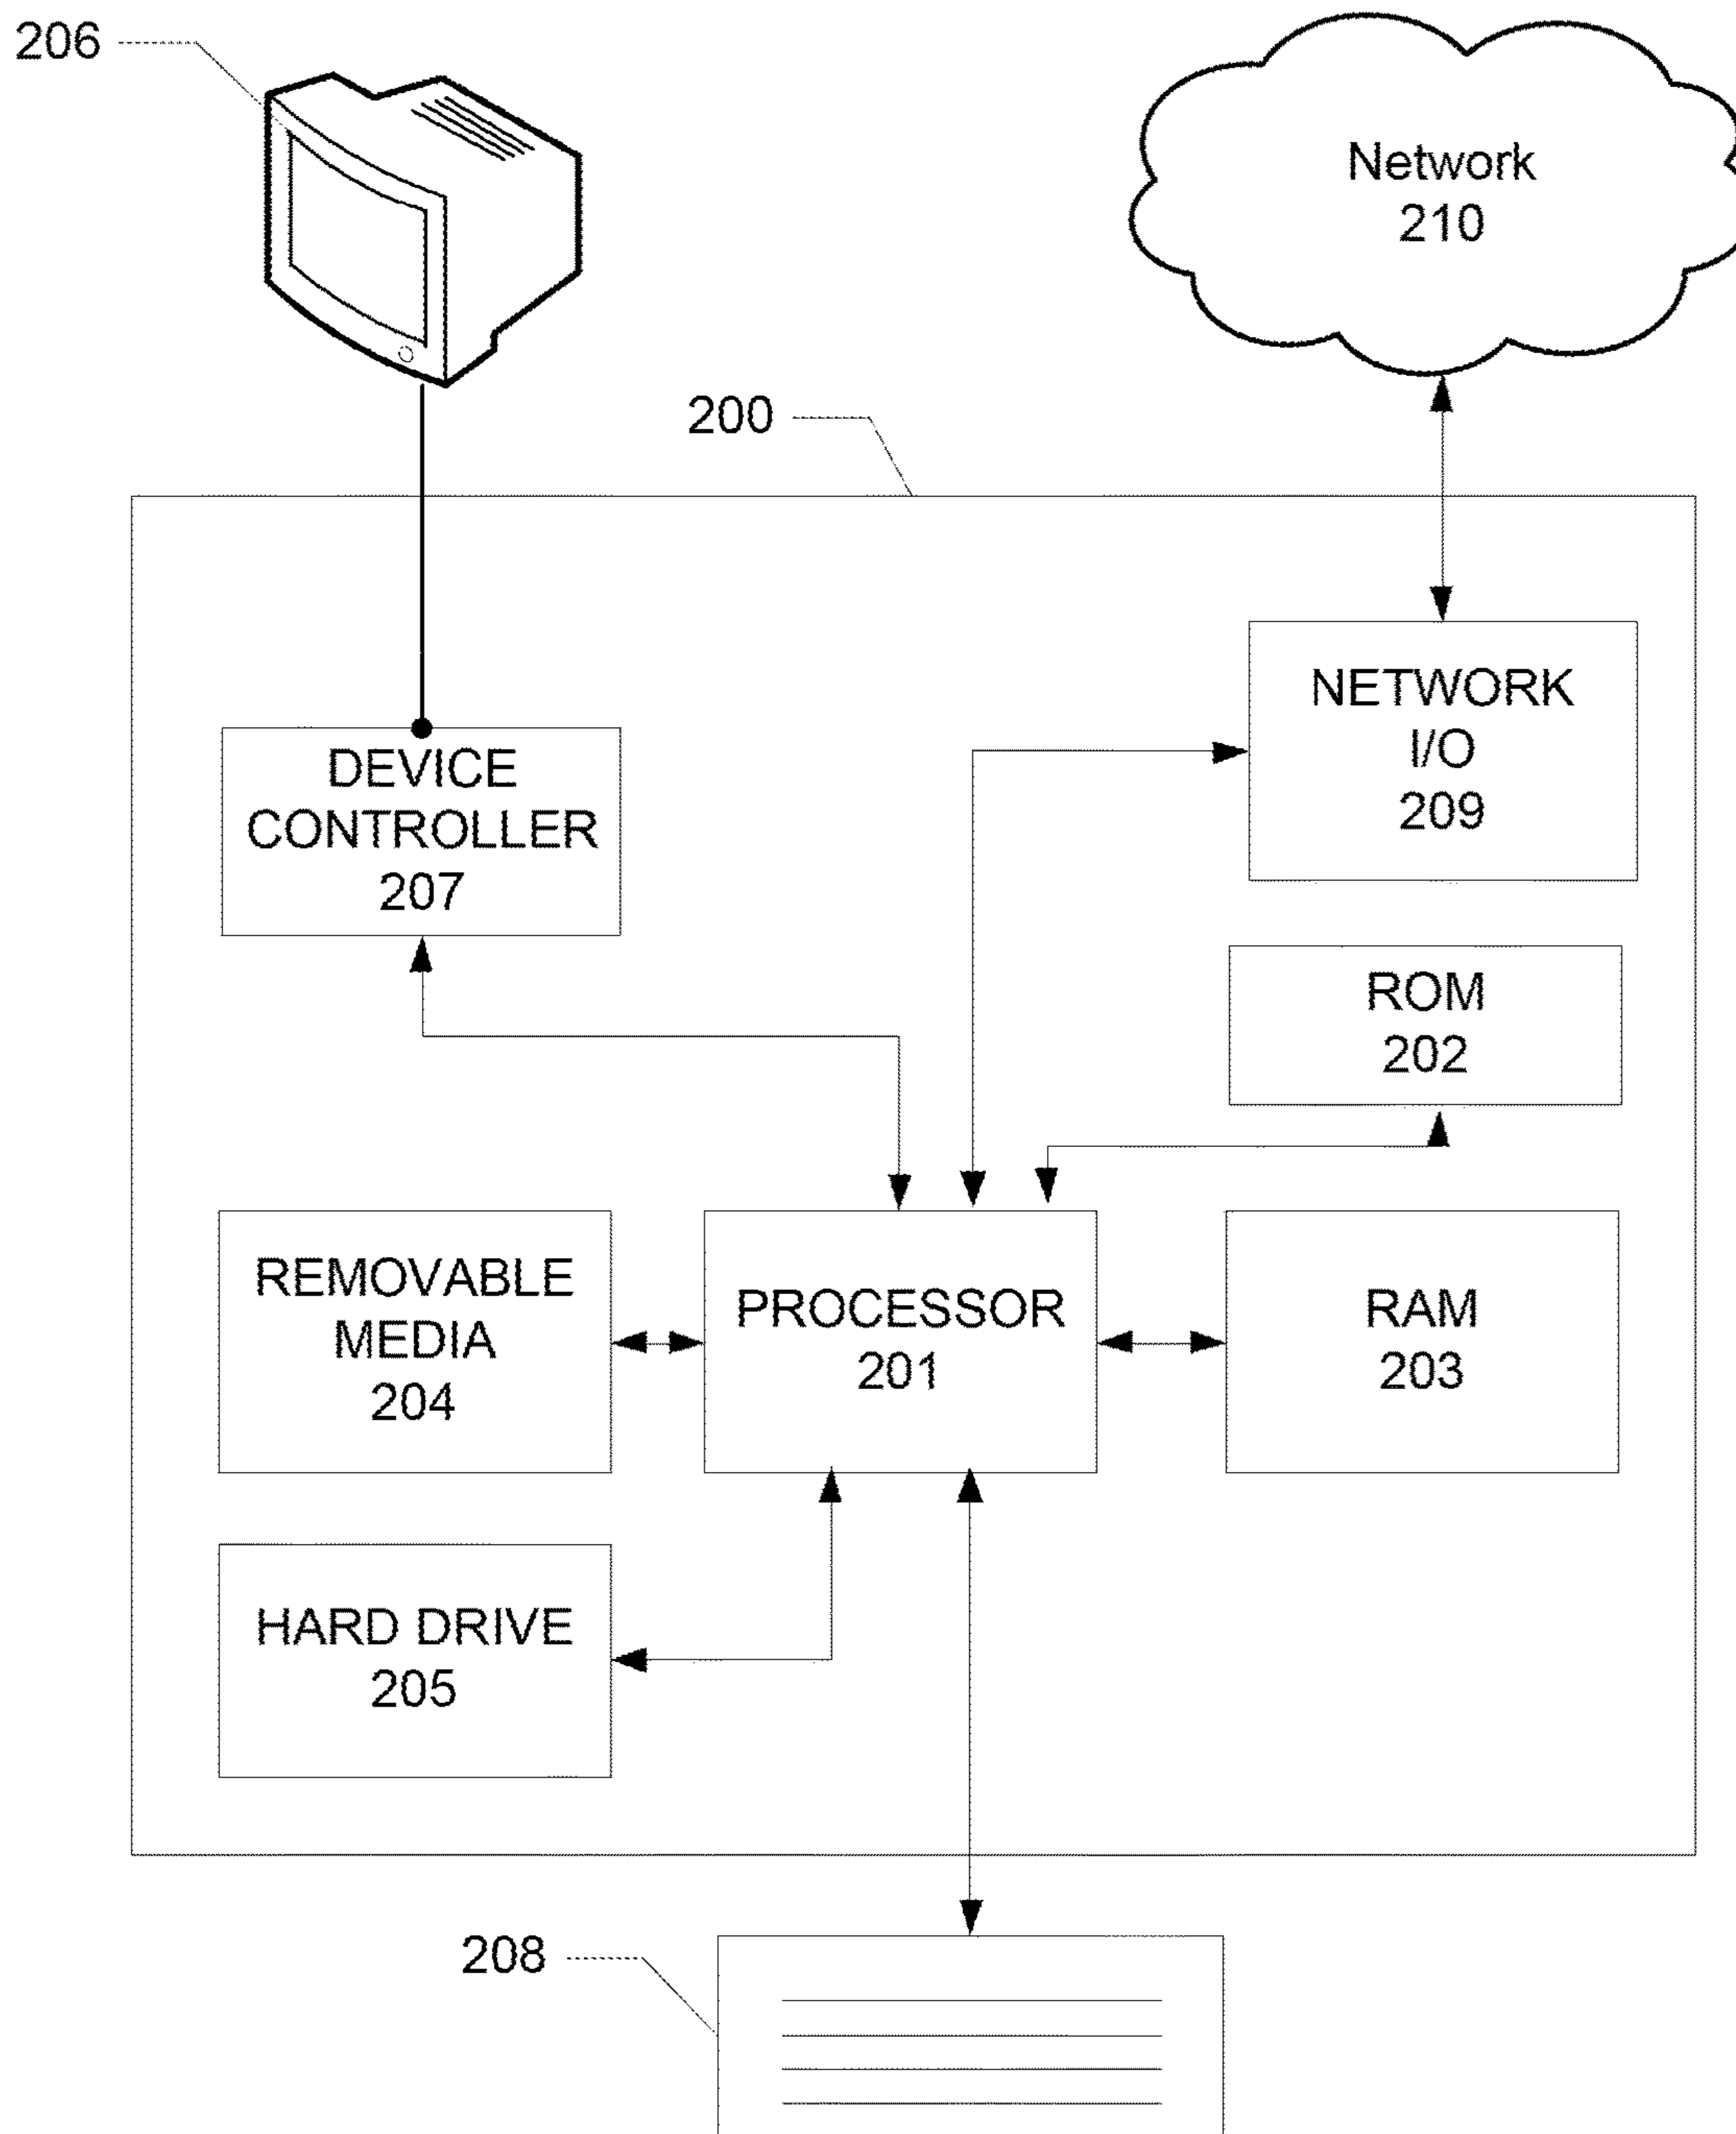 206
Network
210
200
NETWORK
I/O
209
DEVICE
CONTROLLER
207
ROM
202
REMOVABLE
MEDIA
204
PROCESSOR
201
RAM
203
HARD DRIVE
205
208